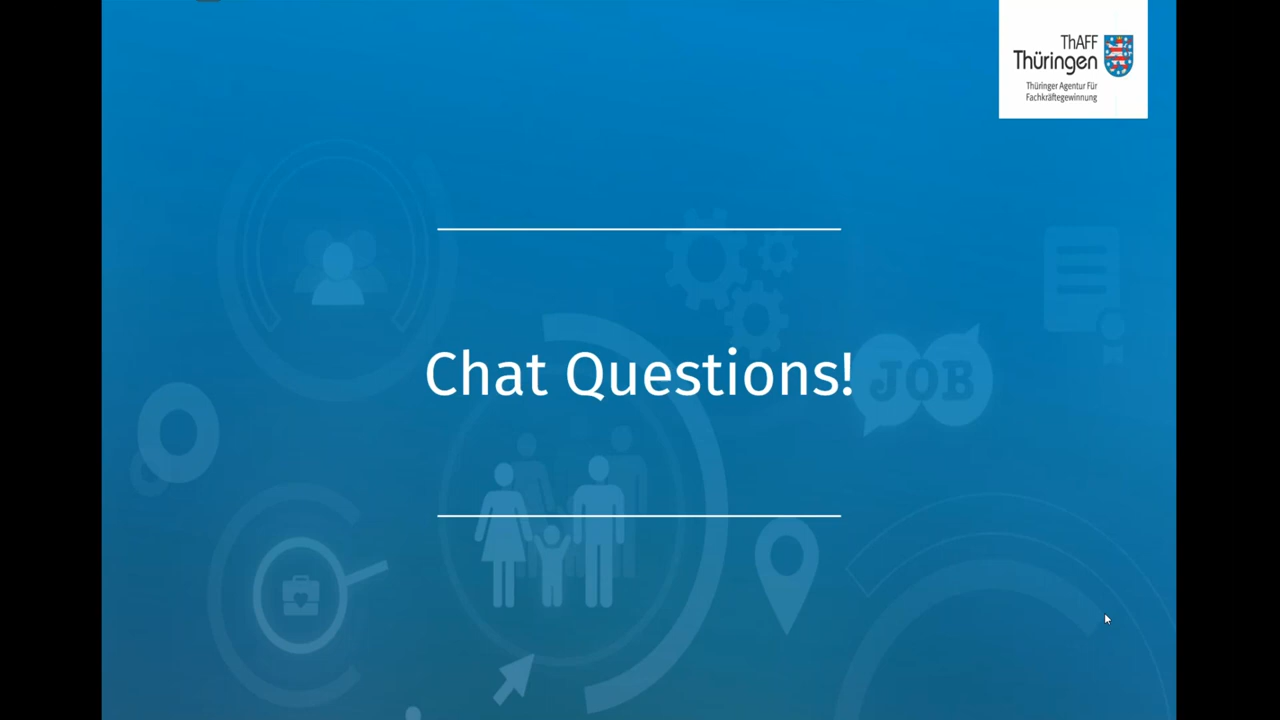 ThAFF
Thüringen
Thüringer Agentur Für
Fachkräftegewinnung
Chat Questions!
JOB